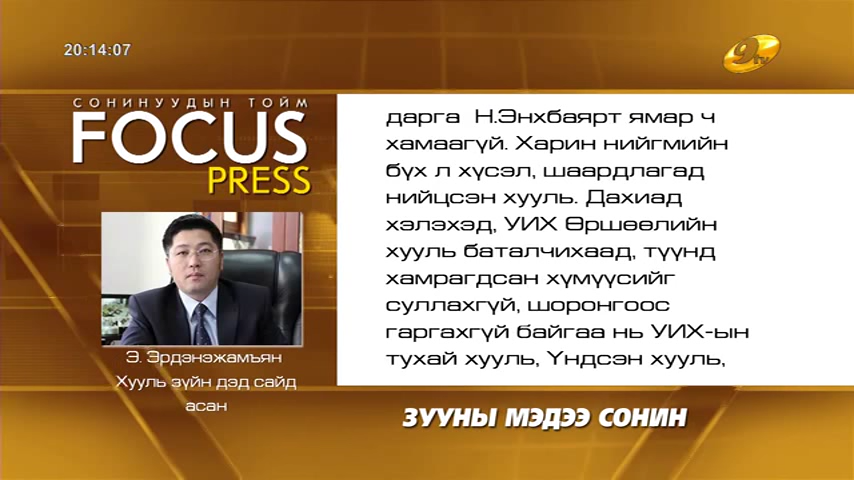 20:14:07
9tv
СОНИНУУДЫН ТОЙМ
FOCUS
PRESS
дарга Н.Энхбаярт ямар ч
хамаагүй. Харин нийгмийн
бүх л хүсэл, шаардлагад
нийцсэн хууль. Дахиад
хэлэхэд, УИХ Өршөөлийн
хууль баталчихаад, түүнд
хамрагдсан хүмүүсийг
суллахгүй, шоронгоос
гаргахгүй байгаа нь УИХ-ын
тухай хууль, Үндсэн хууль,
Э. Эрдэнэжамъян
Хууль зүйн дэд сайд
асан
ЗУУНЫ МЭДЭЭ СОНИН